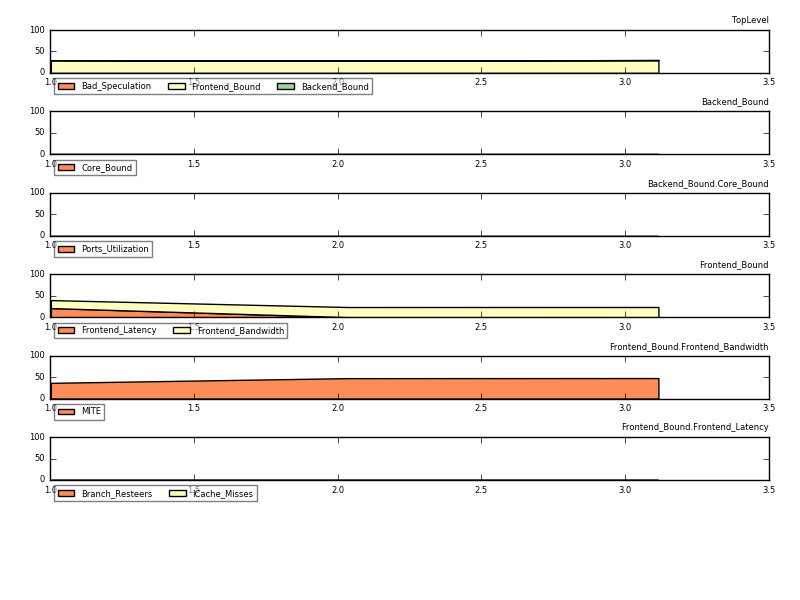 TopLevel
100
50
0
1.0 1.5 2.0 2.5 3.0 3.5
Bad_Speculation Frontend_Bound Backend_Bound
Backend_Bound
100
50
0
1.0 1.5 2.0 2.5 3.0 3.5
Core_Bound
Backend_Bound.Core_Bound
100
50
0
1.0 1.5 2.0 2.5 3.0 3.5
Ports_Utilization
Frontend_Bound
100
50
0
1.0 1.5 2.0 2.5 3.0 3.5
Frontend_Latency Frontend_Bandwidth
Frontend_Bound.Frontend_Bandwidth
100
50
0
1.0 1.5 2.0 2.5 3.0 3.5
MITE
Frontend_Bound.Frontend_Latency
100
50
0
1.0 1.5 2.0 2.5 3.0 3.5
Branch_Resteers ICache_Misses